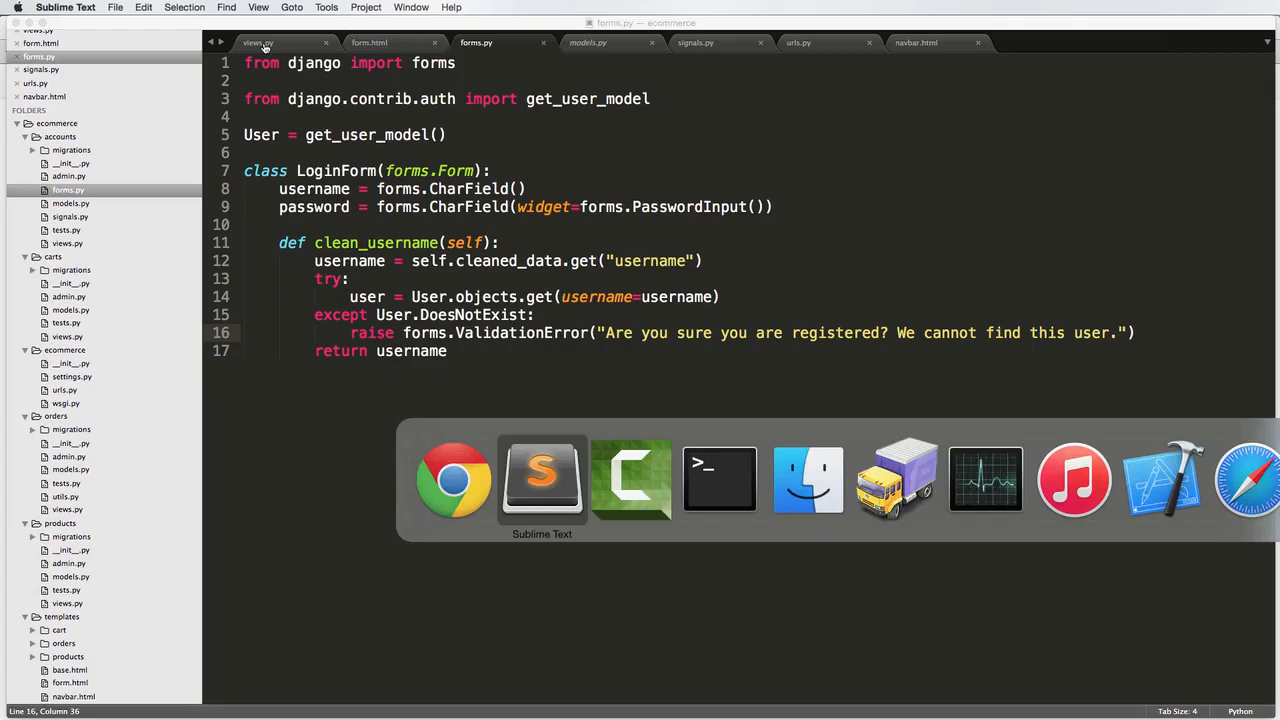 Sublime Text File Edit Selection Find View Goto Tools Project Window Help
forms.py — ecommerce
views.py
form.html
forms.py
signals.py
urls.py
navbar.html
FOLDERS
ecommerce
accounts
migrations
__init__.py
admin.py
forms.py
models.py
signals.py
tests.py
views.py
carts
migrations
__init__.py
admin.py
models.py
tests.py
views.py
ecommerce
__init__.py
settings.py
urls.py
wsgi.py
orders
migrations
__init__.py
admin.py
models.py
tests.py
utils.py
views.py
products
migrations
__init__.py
admin.py
models.py
tests.py
views.py
templates
cart
orders
products
base.html
form.html
navbar.html
views.py form.html forms.py models.py signals.py urls.py navbar.html
1 from django import forms
2
3 from django.contrib.auth import get_user_model
4
5 User = get_user_model()
6
7 class LoginForm(forms.Form):
8 username = forms.CharField()
9 password = forms.CharField(widget=forms.PasswordInput())
10
11 def clean_username(self):
12 username = self.cleaned_data.get("username")
13 try:
14 user = User.objects.get(username=username)
15 except User.DoesNotExist:
16 raise forms.ValidationError("Are you sure you are registered? We cannot find this user.")
17 return username
>_
Sublime Text
Line 16, Column 36 Tab Size: 4 Python